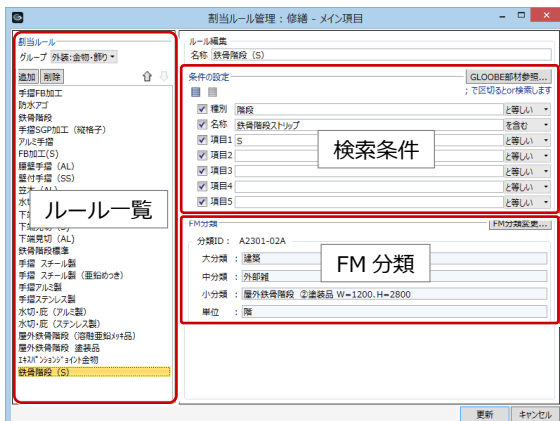 割当ルール管理：修繕 - メイン項目
割当ルール
グループ 外装:金物･飾り
追加 削除
手摺FB加工
防水アゴ
鉄骨階段
手摺SGP加工（縦格子）
アルミ手摺
FB加工(S)
腰壁手摺（AL）
壁付手摺（SS）
ルール一覧
下端見切（AL）
鉄骨階段標準
手摺 スチール製
手摺 スチール製（亜鉛めっき）
手摺アルミ製
手摺ステンレス製
水切･庇（アルミ製）
水切･庇（ステンレス製）
屋外鉄骨階段（溶融亜鉛ﾒｯｷ品）
屋外鉄骨階段 塗装品
ｴｷｽﾊﾟﾝｼｮﾝｼﾞｮｲﾝﾄ金物
鉄骨階段（S）
ルール編集
名称 鉄骨階段（S）
条件の設定
GLOOBE部材参照...
; で区切るとor検索します
種別 階段 と等しい
名称 鉄骨階段ストリップ を含む
項目1 S と等しい
項目2 と等しい
項目3 と等しい
項目4 と等しい
項目5 と等しい
検索条件
FM分類
FM分類変更...
分類ID： A2301-02A
大分類 ： 建築
中分類 ： 外部雑
小分類 ： 屋外鉄骨階段 ②塗装品 W=1200､H=2800
単位 ： 階
FM 分類
更新 キャンセル